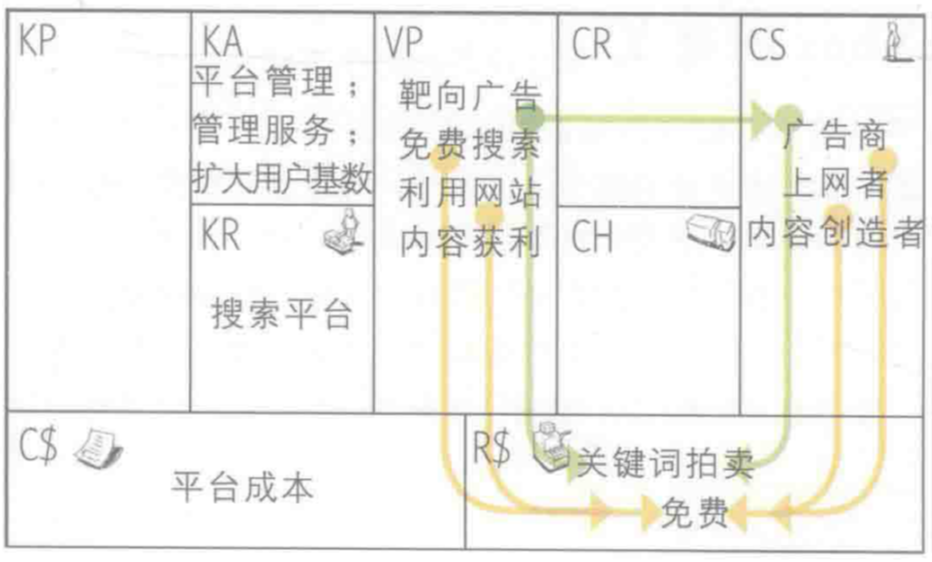 KP
KA
平台管理；
管理服务；
扩大用户基数
KR
搜索平台
VP
靶向广告
免费搜索
利用网站
内容获利
CR
CH
CS
广告商
上网者
内容创造者
C$
平台成本
R$
关键词拍卖
免费